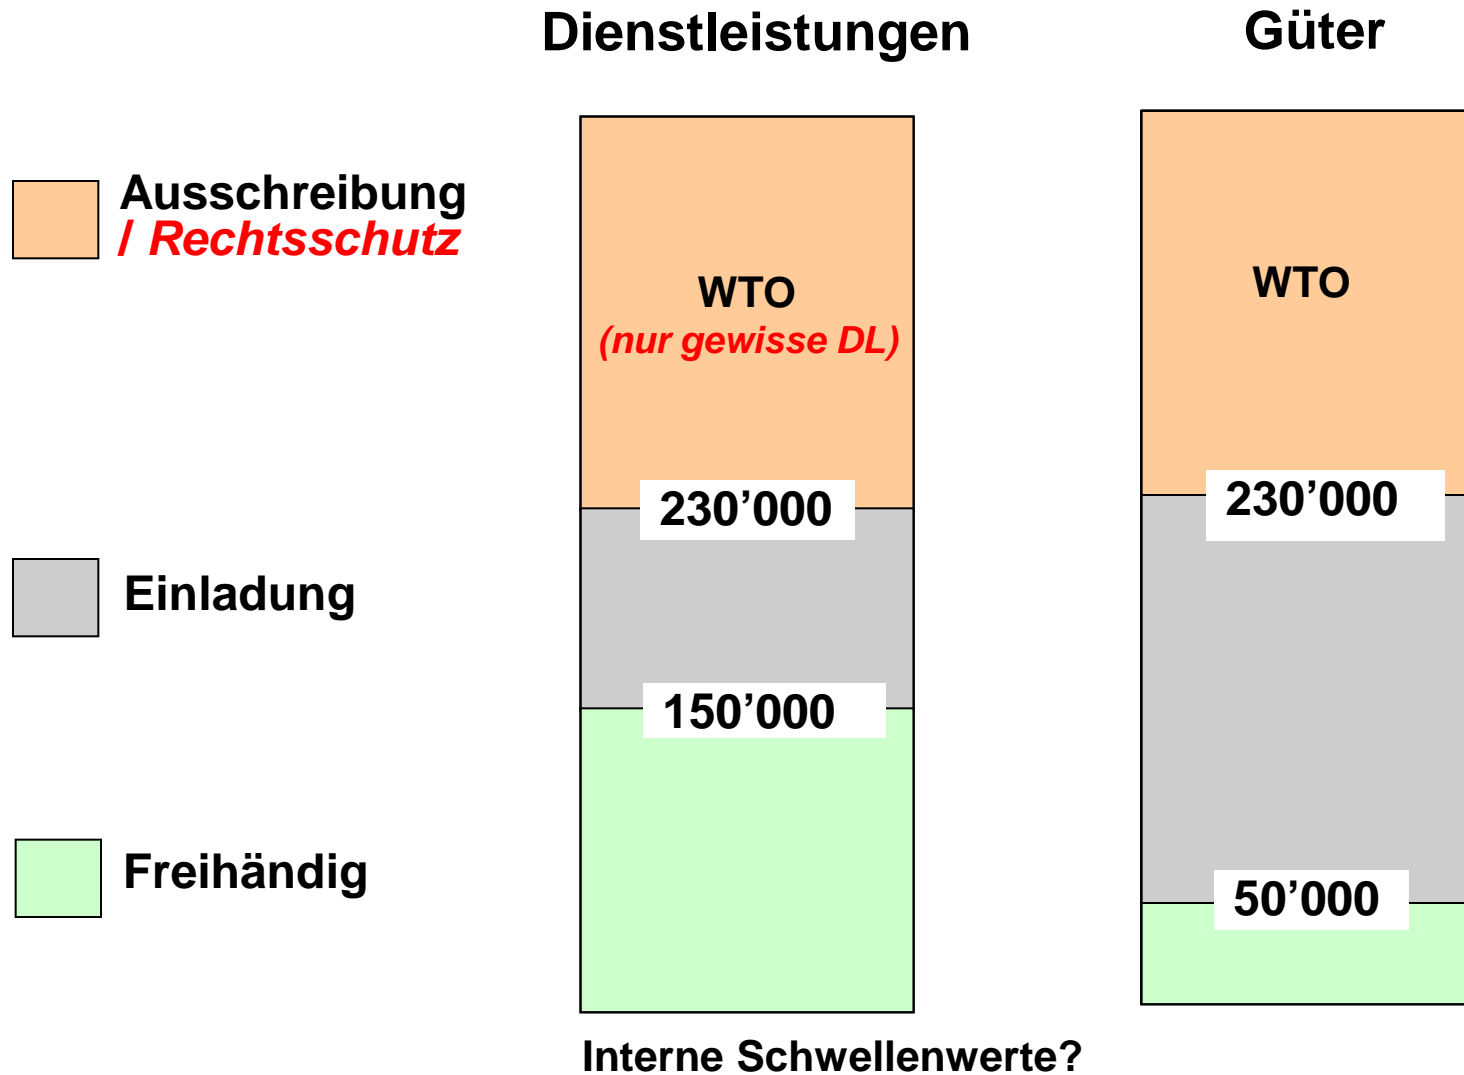 Dienstleistungen
Güter
Ausschreibung
/ Rechtsschutz
WTO
(nur gewisse DL)
WTO
230’000
230’000
Einladung
150’000
Freihändig
50’000
Interne Schwellenwerte?